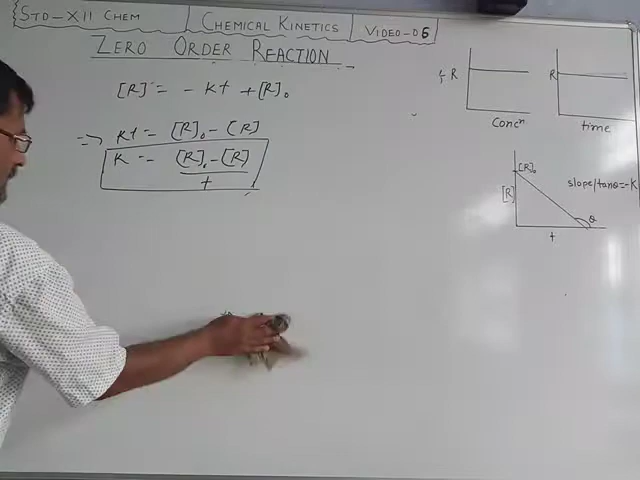 STD-XII CHEM
CHEMICAL KINETICS
VIDEO-06
ZERO ORDER REACTION
[R] = - Kt + [R]₀
=> Kt = [R]₀ - [R]
K = - [R]₀ - [R]
t
R
Concⁿ
R
time
[R]₀
[R]
slope/tanθ=-K
θ
t